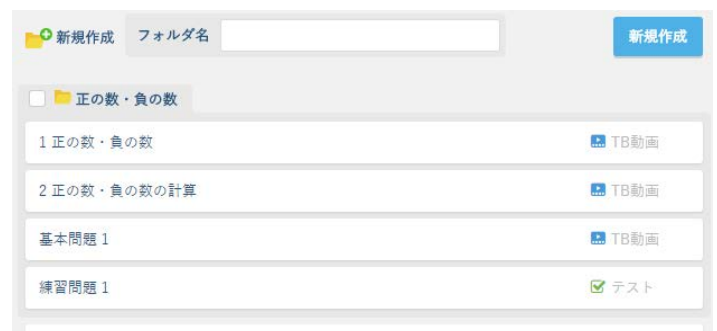 新規作成 フォルダ名 新規作成
正の数・負の数
1 正の数・負の数 TB動画
2 正の数・負の数の計算 TB動画
基本問題 1 TB動画
練習問題 1 テスト